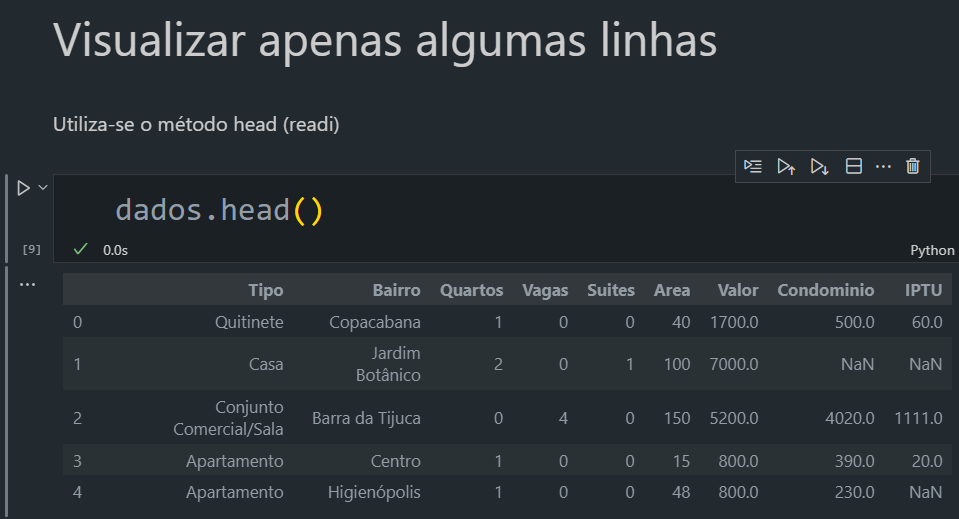 Visualizar apenas algumas linhas
Utiliza-se o método head (readi)
dados.head()
[9] 0.0s Python
Tipo Bairro Quartos Vagas Suites Area Valor Condominio IPTU
0 Quitinete Copacabana 1 0 0 40 1700.0 500.0 60.0
1 Casa Jardim Botânico 2 0 1 100 7000.0 NaN NaN
2 Conjunto Comercial/Sala Barra da Tijuca 0 4 0 150 5200.0 4020.0 1111.0
3 Apartamento Centro 1 0 0 15 800.0 390.0 20.0
4 Apartamento Higienópolis 1 0 0 48 800.0 230.0 NaN